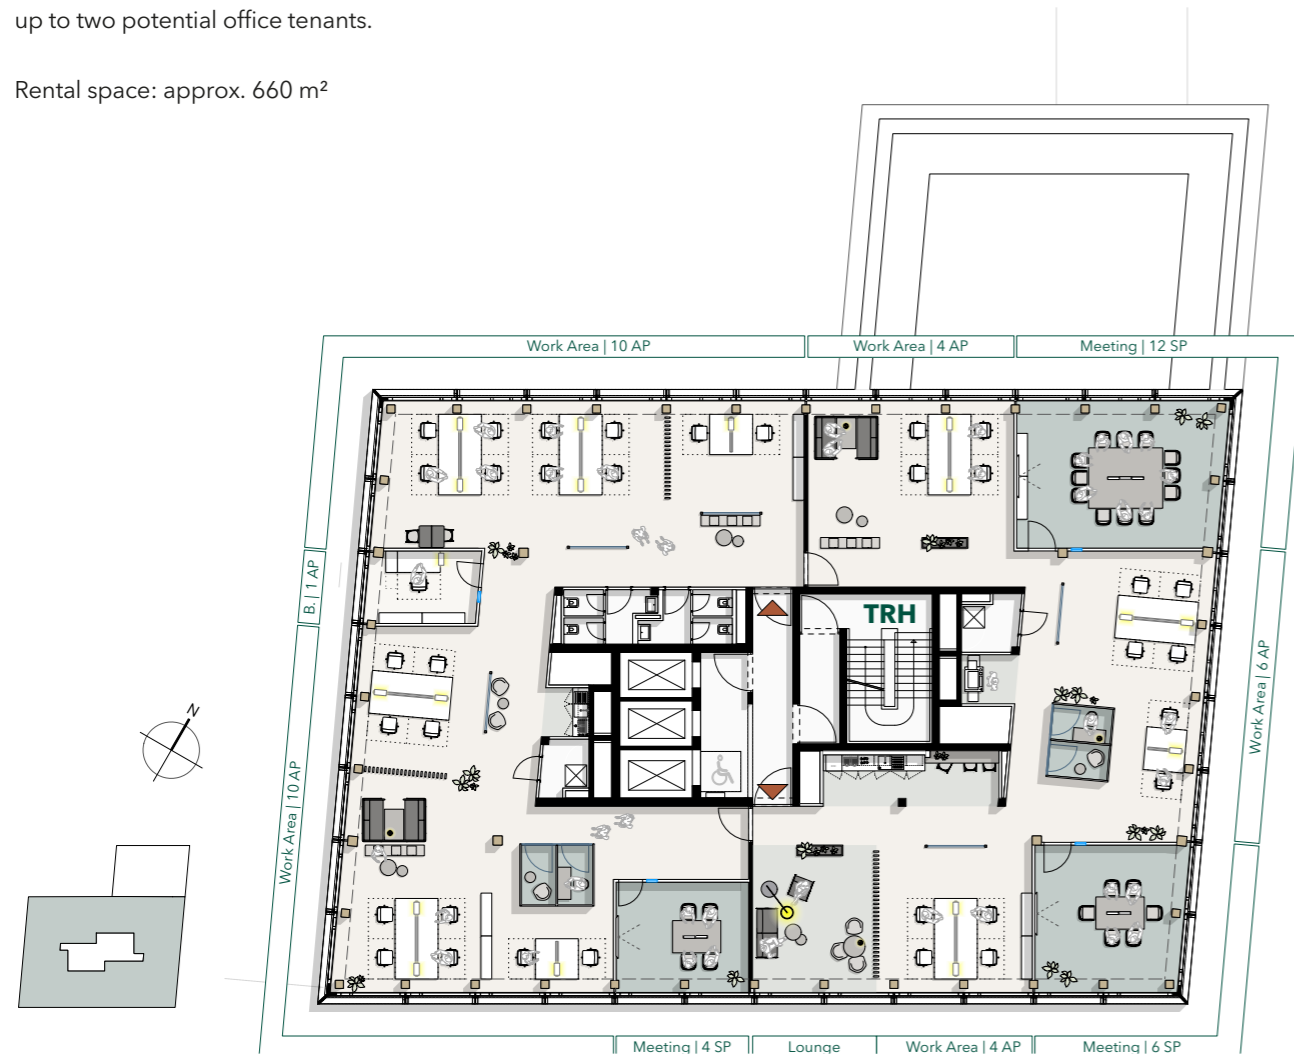 up to two potential office tenants.
Rental space: approx. 660 m²
Work Area | 10 AP
Work Area | 4 AP
Meeting | 12 SP
B. | 1 AP
TRH
Work Area | 6 AP
N
Work Area | 10 AP
Meeting | 4 SP
Lounge
Work Area | 4 AP
Meeting | 6 SP